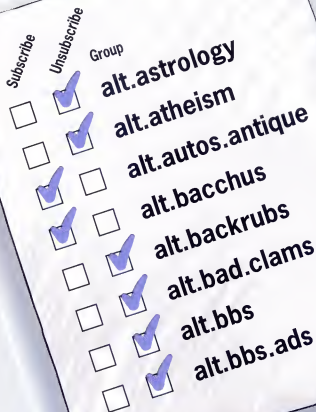 Subscribe
Unsubscribe
Group
alt.astrology
alt.atheism
alt.autos.antique
alt.bacchus
alt.backrubs
alt.bad.clams
alt.bbs
alt.bbs.ads